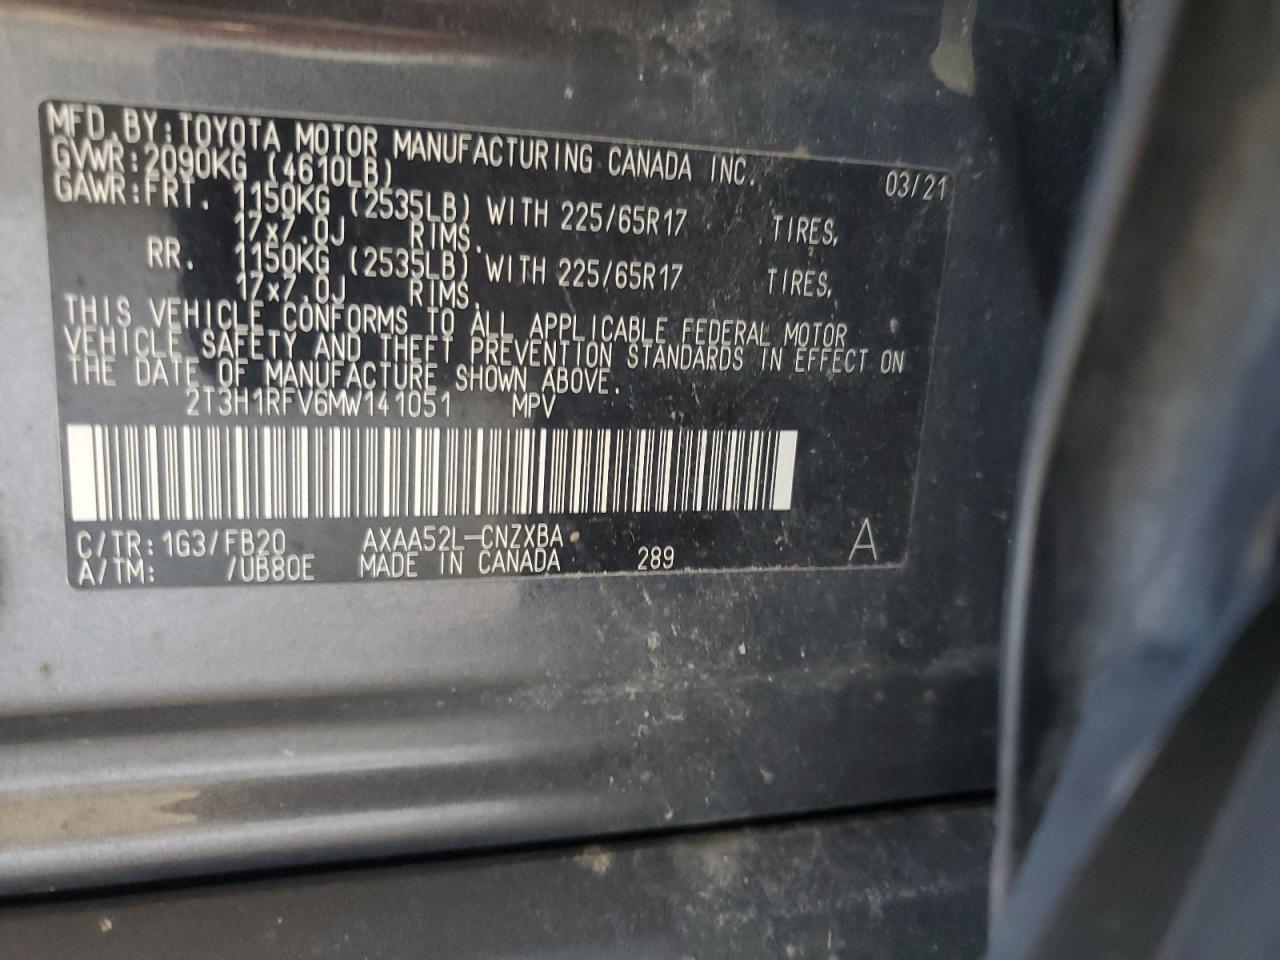 MFD.BY:TOYOTA MOTOR MANUFACTURING CANADA INC. 03/21
GVWR:2090KG (4610LB)
GAWR:FRT. 1150KG (2535LB) WITH 225/65R17 TIRES,
17x7.0J RIMS.
RR. 1150KG (2535LB) WITH 225/65R17 TIRES,
17x7.0J RIMS.
THIS VEHICLE CONFORMS TO ALL APPLICABLE FEDERAL MOTOR
VEHICLE SAFETY AND THEFT PREVENTION STANDARDS IN EFFECT ON
THE DATE OF MANUFACTURE SHOWN ABOVE.
2T3H1RFV6MW141051 MPV
C/TR:1G3/FB20 AXAA52L-CNZXBA A
A/TM: /UB80E MADE IN CANADA 289